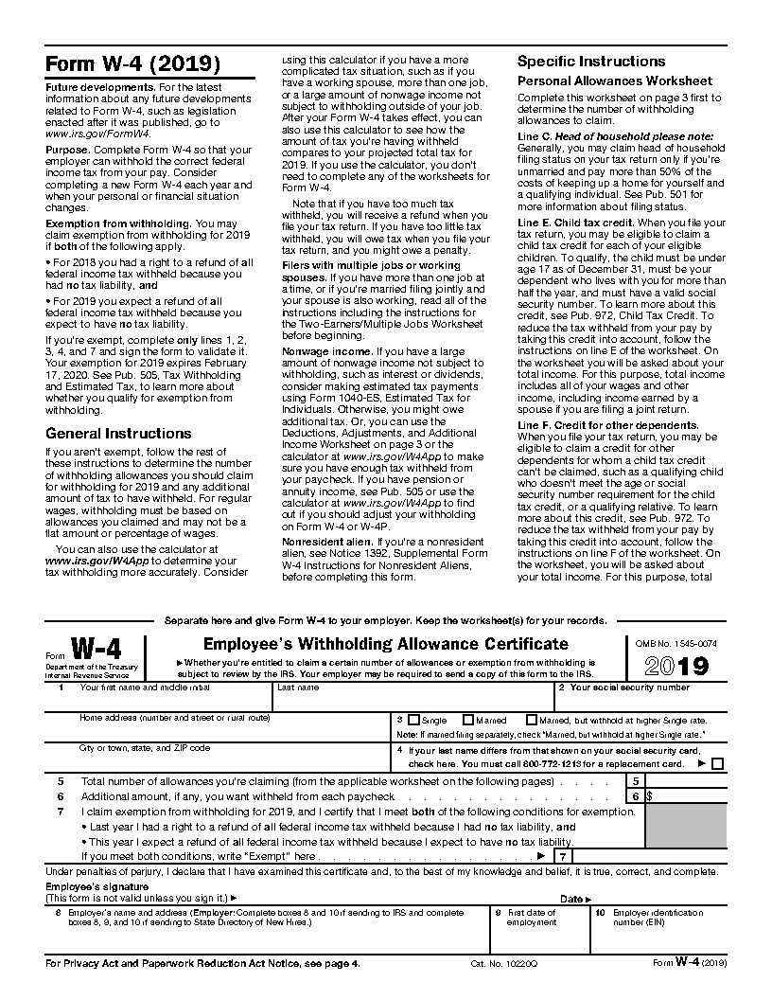 Form W-4 (2019)
Future developments. For the latest
information about any future developments
related to Form W-4, such as legislation
enacted after it was published, go to
www.irs.gov/FormW4.
Purpose. Complete Form W-4 so that your
employer can withhold the correct federal
income tax from your pay. Consider
completing a new Form W-4 each year and
when your personal or financial situation
changes.
Exemption from withholding. You may
claim exemption from withholding for 2019
if both of the following apply.
• For 2018 you had a right to a refund of all
federal income tax withheld because you
had no tax liability, and
• For 2019 you expect a refund of all
federal income tax withheld because you
expect to have no tax liability.
If you're exempt, complete only lines 1, 2,
3, 4, and 7 and sign the form to validate it.
Your exemption for 2019 expires February
17, 2020. See Pub. 505, Tax Withholding
and Estimated Tax, to learn more about
whether you qualify for exemption from
withholding.
General Instructions
If you aren't exempt, follow the rest of
these instructions to determine the number
of withholding allowances you should claim
for withholding for 2019 and any additional
amount of tax to have withheld. For regular
wages, withholding must be based on
allowances you claimed and may not be a
flat amount or percentage of wages.
You can also use the calculator at
www.irs.gov/W4App to determine your
tax withholding more accurately. Consider
using this calculator if you have a more
complicated tax situation, such as if you
have a working spouse, more than one job,
or a large amount of nonwage income not
subject to withholding outside of your job.
After your Form W-4 takes effect, you can
also use this calculator to see how the
amount of tax you're having withheld
compares to your projected total tax for
2019. If you use the calculator, you don't
need to complete any of the worksheets for
Form W-4.
Note that if you have too much tax
withheld, you will receive a refund when you
file your tax return. If you have too little tax
withheld, you will owe tax when you file your
tax return, and you might owe a penalty.
Filers with multiple jobs or working
spouses. If you have more than one job at
a time, or if you're married filing jointly and
your spouse is also working, read all of the
instructions including the instructions for
the Two-Earners/Multiple Jobs Worksheet
before beginning.
Nonwage income. If you have a large
amount of nonwage income not subject to
withholding, such as interest or dividends,
consider making estimated tax payments
using Form 1040-ES, Estimated Tax for
Individuals. Otherwise, you might owe
additional tax. Or, you can use the
Deductions, Adjustments, and Additional
Income Worksheet on page 3 or the
calculator at www.irs.gov/W4App to make
sure you have enough tax withheld from
your paycheck. If you have pension or
annuity income, see Pub. 505 or use the
calculator at www.irs.gov/W4App to find
out if you should adjust your withholding
on Form W-4 or W-4P.
Nonresident alien. If you're a nonresident
alien, see Notice 1392, Supplemental Form
W-4 Instructions for Nonresident Aliens,
before completing this form.
Specific Instructions
Personal Allowances Worksheet
Complete this worksheet on page 3 first to
determine the number of withholding
allowances to claim.
Line C. Head of household please note:
Generally, you may claim head of household
filing status on your tax return only if you're
unmarried and pay more than 50% of the
costs of keeping up a home for yourself and
a qualifying individual. See Pub. 501 for
more information about filing status.
Line E. Child tax credit. When you file your
tax return, you may be eligible to claim a
child tax credit for each of your eligible
children. To qualify, the child must be under
age 17 as of December 31, must be your
dependent who lives with you for more than
half the year, and must have a valid social
security number. To learn more about this
credit, see Pub. 972, Child Tax Credit. To
reduce the tax withheld from your pay by
taking this credit into account, follow the
instructions on line E of the worksheet. On
the worksheet you will be asked about your
total income. For this purpose, total income
includes all of your wages and other
income, including income earned by a
spouse if you are filing a joint return.
Line F. Credit for other dependents.
When you file your tax return, you may be
eligible to claim a credit for other
dependents for whom a child tax credit
can't be claimed, such as a qualifying child
who doesn't meet the age or social
security number requirement for the child
tax credit, or a qualifying relative. To learn
more about this credit, see Pub. 972. To
reduce the tax withheld from your pay by
taking this credit into account, follow the
instructions on line F of the worksheet. On
the worksheet, you will be asked about
your total income. For this purpose, total
Separate here and give Form W-4 to your employer. Keep the worksheet(s) for your records.
Form W-4
Department of the Treasury
Internal Revenue Service
Employee's Withholding Allowance Certificate
▶ Whether you're entitled to claim a certain number of allowances or exemption from withholding is
subject to review by the IRS. Your employer may be required to send a copy of this form to the IRS.
OMB No. 1545-0074
2019
1 Your first name and middle initial
Last name
2 Your social security number
Home address (number and street or rural route)
3 Single Married Married, but withhold at higher Single rate.
Note: If married filing separately, check "Married, but withhold at higher Single rate."
City or town, state, and ZIP code
4 If your last name differs from that shown on your social security card,
check here. You must call 800-772-1213 for a replacement card. ▶
5 Total number of allowances you're claiming (from the applicable worksheet on the following pages) . . . . 5
6 Additional amount, if any, you want withheld from each paycheck . . . . . . . . . . . . . . 6 $
7 I claim exemption from withholding for 2019, and I certify that I meet both of the following conditions for exemption.
• Last year I had a right to a refund of all federal income tax withheld because I had no tax liability, and
• This year I expect a refund of all federal income tax withheld because I expect to have no tax liability.
If you meet both conditions, write "Exempt" here . . . . . . . . . . . . . . . ▶ 7
Under penalties of perjury, I declare that I have examined this certificate and, to the best of my knowledge and belief, it is true, correct, and complete.
Employee's signature
(This form is not valid unless you sign it.) ▶
Date ▶
8 Employer's name and address (Employer: Complete boxes 8 and 10 if sending to IRS and complete
boxes 8, 9, and 10 if sending to State Directory of New Hires.)
9 First date of
employment
10 Employer identification
number (EIN)
For Privacy Act and Paperwork Reduction Act Notice, see page 4.
Cat. No. 10220Q
Form W-4 (2019)